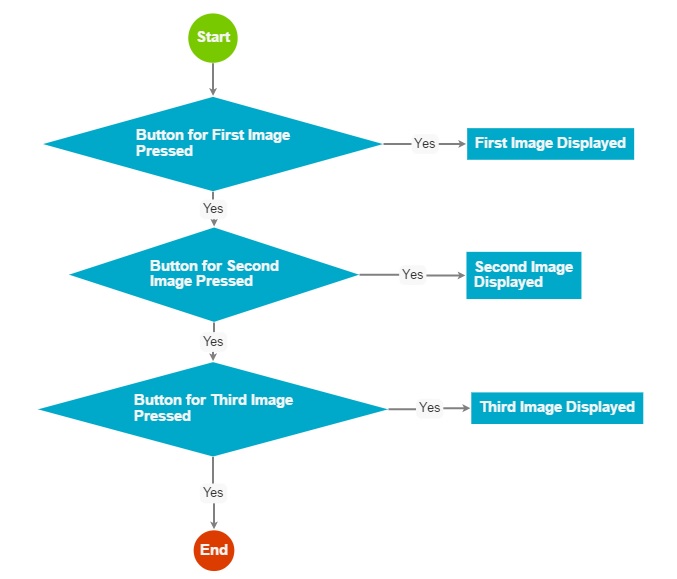 Start
Button for First Image
Pressed
Yes
First Image Displayed
Yes
Button for Second
Image Pressed
Yes
Second Image
Displayed
Yes
Button for Third Image
Pressed
Yes
Third Image Displayed
Yes
End